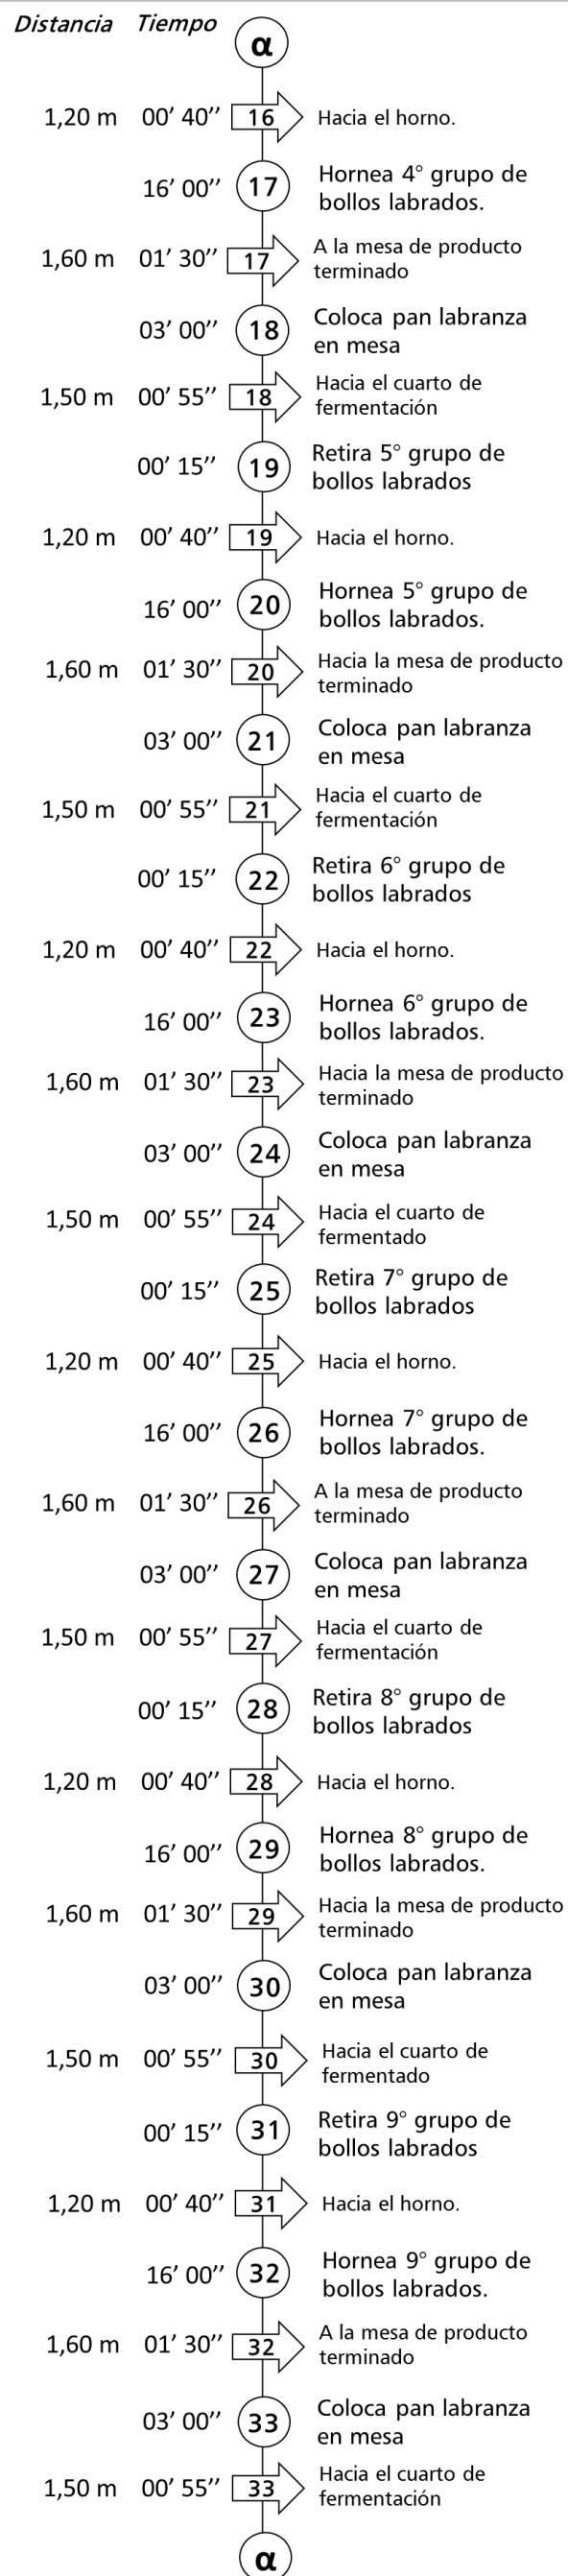 Distancia Tiempo α
1,20 m 00’ 40’’ 16 Hacia el horno.
16’ 00’’ 17 Hornea 4° grupo de
bollos labrados.
1,60 m 01’ 30’’ 17 A la mesa de producto
terminado
03’ 00’’ 18 Coloca pan labranza
en mesa
1,50 m 00’ 55’’ 18 Hacia el cuarto de
fermentación
00’ 15’’ 19 Retira 5° grupo de
bollos labrados
1,20 m 00’ 40’’ 19 Hacia el horno.
16’ 00’’ 20 Hornea 5° grupo de
bollos labrados.
1,60 m 01’ 30’’ 20 Hacia la mesa de producto
terminado
03’ 00’’ 21 Coloca pan labranza
en mesa
1,50 m 00’ 55’’ 21 Hacia el cuarto de
fermentación
00’ 15’’ 22 Retira 6° grupo de
bollos labrados
1,20 m 00’ 40’’ 22 Hacia el horno.
16’ 00’’ 23 Hornea 6° grupo de
bollos labrados.
1,60 m 01’ 30’’ 23 Hacia la mesa de producto
terminado
03’ 00’’ 24 Coloca pan labranza
en mesa
1,50 m 00’ 55’’ 24 Hacia el cuarto de
fermentado
00’ 15’’ 25 Retira 7° grupo de
bollos labrados
1,20 m 00’ 40’’ 25 Hacia el horno.
16’ 00’’ 26 Hornea 7° grupo de
bollos labrados.
1,60 m 01’ 30’’ 26 A la mesa de producto
terminado
03’ 00’’ 27 Coloca pan labranza
en mesa
1,50 m 00’ 55’’ 27 Hacia el cuarto de
fermentación
00’ 15’’ 28 Retira 8° grupo de
bollos labrados
1,20 m 00’ 40’’ 28 Hacia el horno.
16’ 00’’ 29 Hornea 8° grupo de
bollos labrados.
1,60 m 01’ 30’’ 29 Hacia la mesa de producto
terminado
03’ 00’’ 30 Coloca pan labranza
en mesa
1,50 m 00’ 55’’ 30 Hacia el cuarto de
fermentado
00’ 15’’ 31 Retira 9° grupo de
bollos labrados
1,20 m 00’ 40’’ 31 Hacia el horno.
16’ 00’’ 32 Hornea 9° grupo de
bollos labrados.
1,60 m 01’ 30’’ 32 A la mesa de producto
terminado
03’ 00’’ 33 Coloca pan labranza
en mesa
1,50 m 00’ 55’’ 33 Hacia el cuarto de
fermentación
α